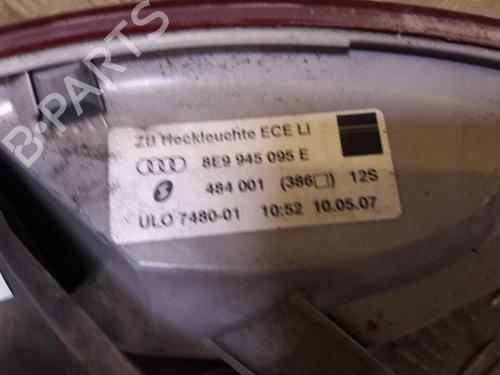 B-PARTS
ZB Heckleuchte ECE LI
8E9 945 095 E
484 001 (386□) 12S
ULO 7480-01 10:52 10.05.07